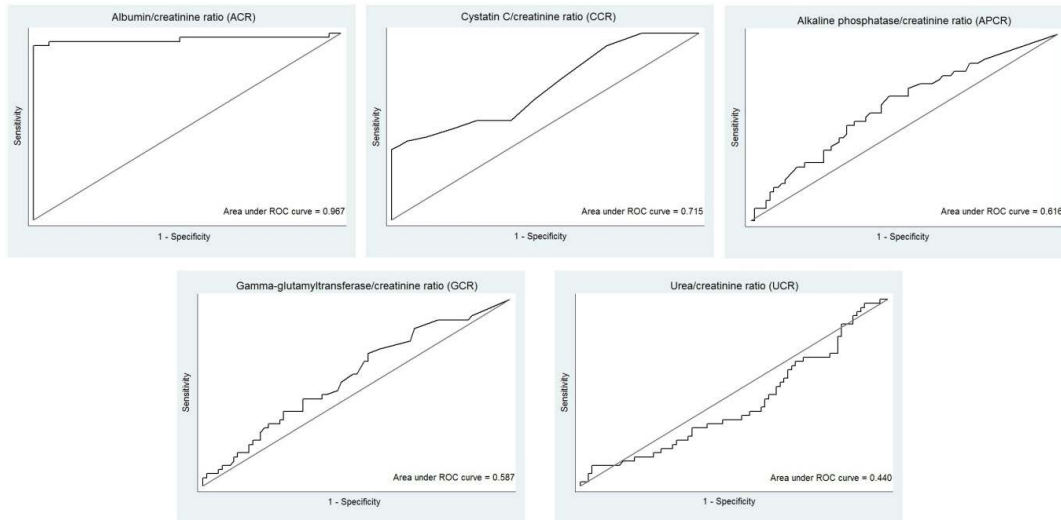 Albumin/creatinine ratio (ACR)
Sensitivity
Area under ROC curve = 0.967
1 - Specificity
Cystatin C/creatinine ratio (CCR)
Sensitivity
Area under ROC curve = 0.715
1 - Specificity
Alkaline phosphatase/creatinine ratio (APCR)
Sensitivity
Area under ROC curve = 0.616
1 - Specificity
Gamma-glutamyltransferase/creatinine ratio (GCR)
Sensitivity
Area under ROC curve = 0.587
1 - Specificity
Urea/creatinine ratio (UCR)
Sensitivity
Area under ROC curve = 0.440
1 - Specificity